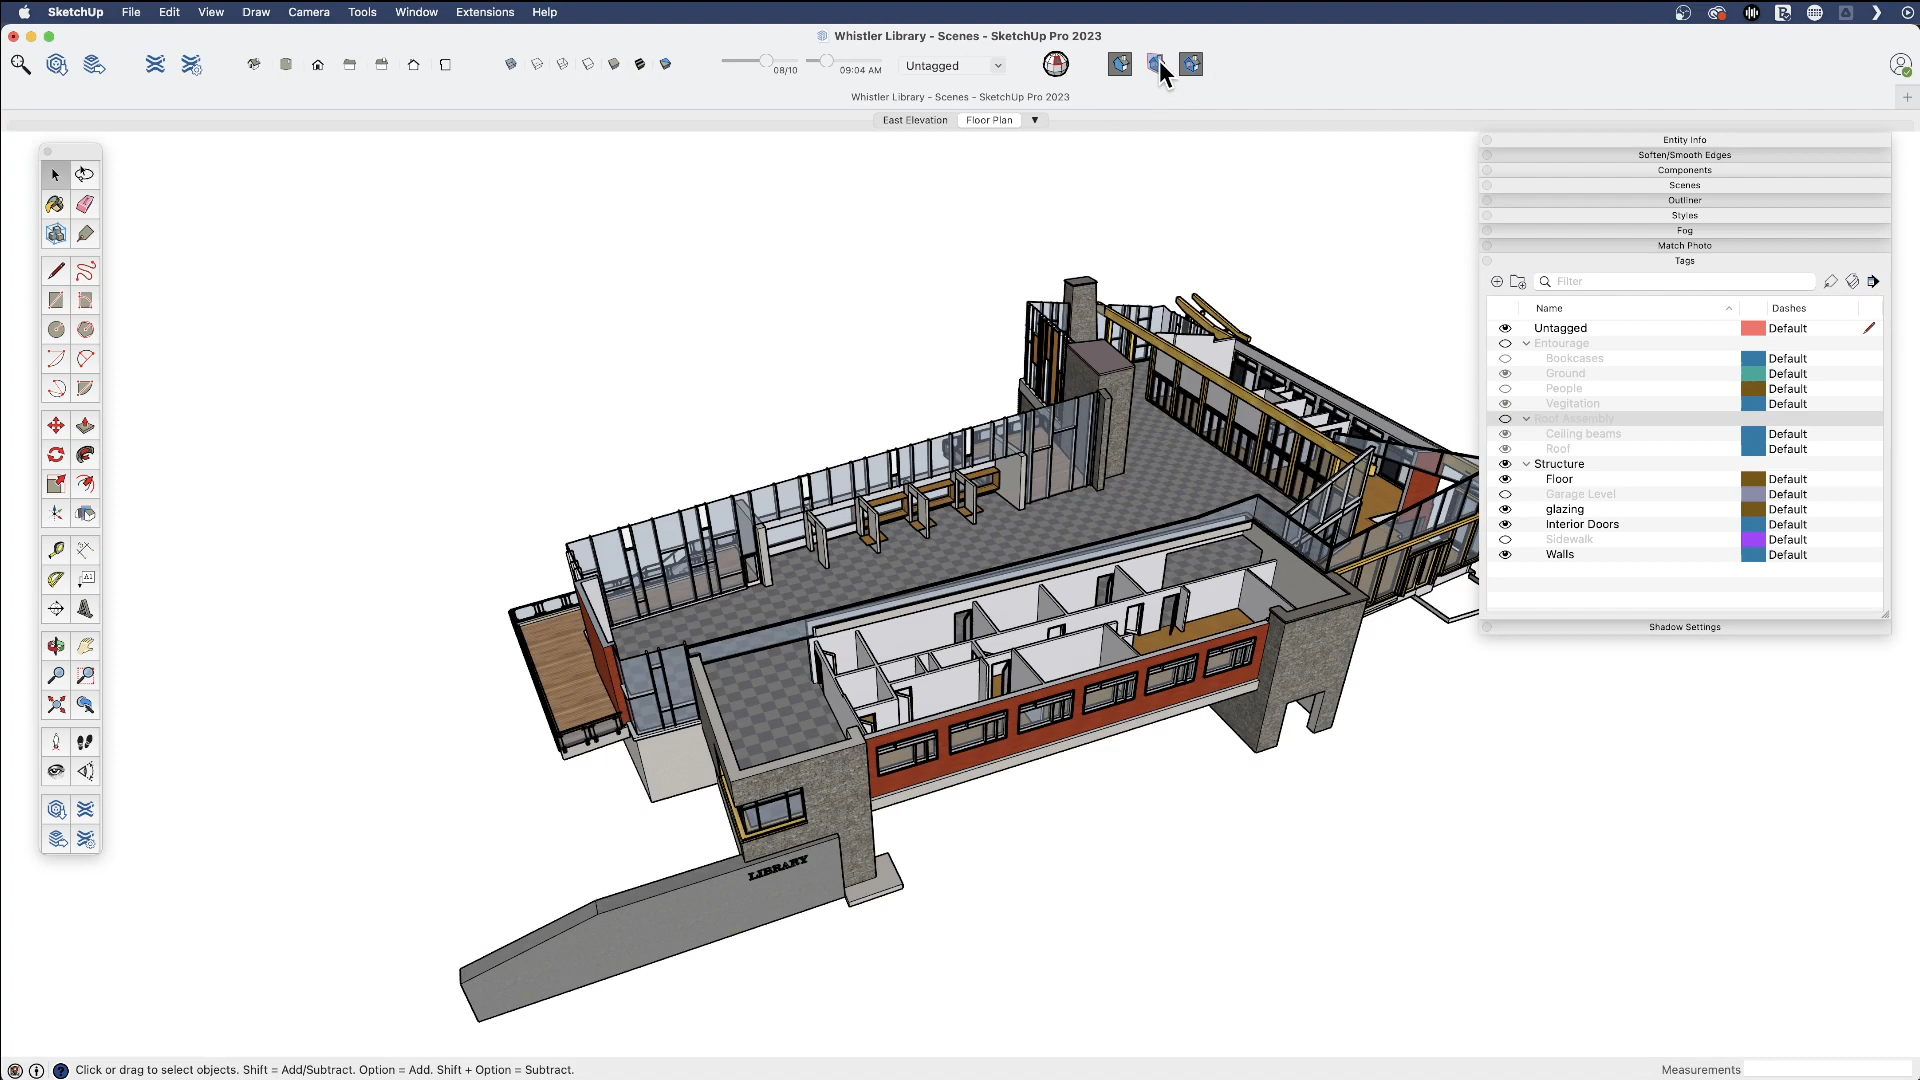 SketchUp File Edit View Draw Camera Tools Window Extensions Help
Whistler Library - Scenes - SketchUp Pro 2023
08/10 09:04 AM Untagged
Whistler Library - Scenes - SketchUp Pro 2023
East Elevation Floor Plan
Entity Info
Soften/Smooth Edges
Components
Scenes
Outliner
Styles
Fog
Match Photo
Tags
Filter
Name Dashes
Untagged Default
Entourage
Bookcases Default
Ground Default
People Default
Vegitation Default
Roof Assembly
Ceiling beams Default
Roof Default
Structure
Floor Default
Garage Level Default
glazing Default
Interior Doors Default
Sidewalk Default
Walls Default
Shadow Settings
A1
LIBRARY
Click or drag to select objects. Shift = Add/Subtract. Option = Add. Shift + Option = Subtract.
Measurements